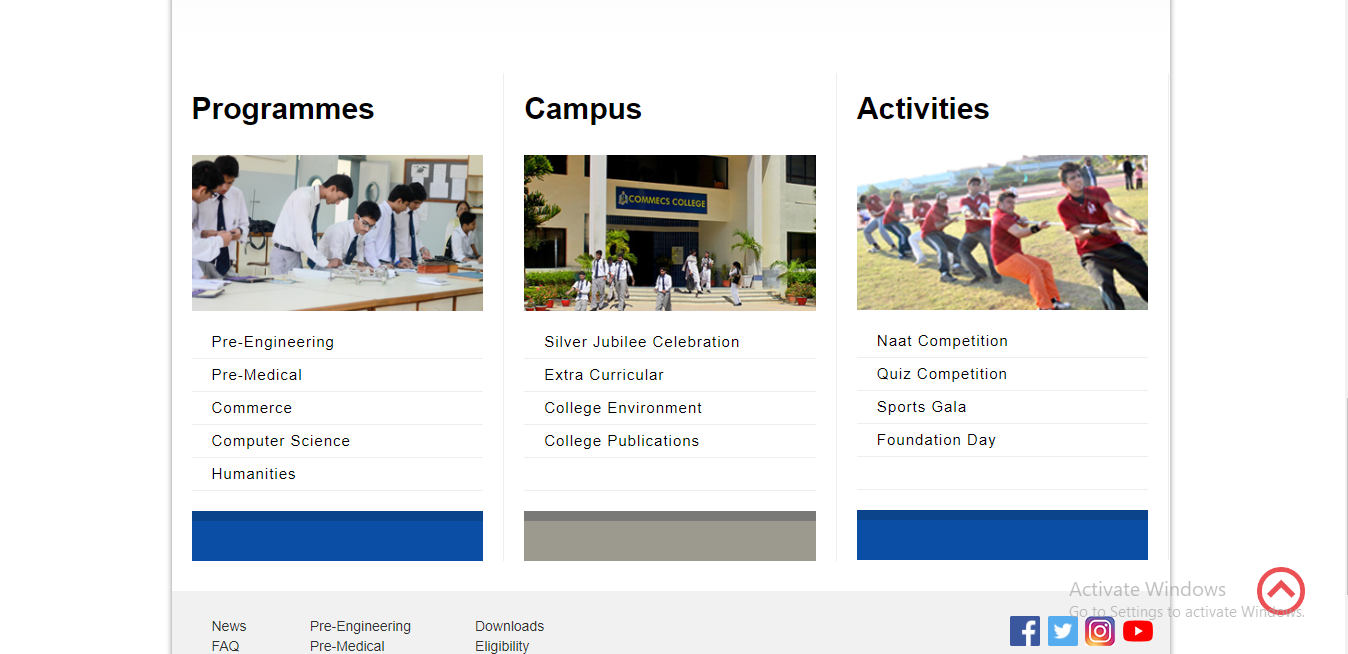 Programmes
Campus
Activities
COMMECS COLLEGE
Pre-Engineering
Pre-Medical
Commerce
Computer Science
Humanities
Silver Jubilee Celebration
Extra Curricular
College Environment
College Publications
Naat Competition
Quiz Competition
Sports Gala
Foundation Day
Activate Windows
Go to Settings to activate Windows.
News
FAQ
Pre-Engineering
Pre-Medical
Downloads
Eligibility